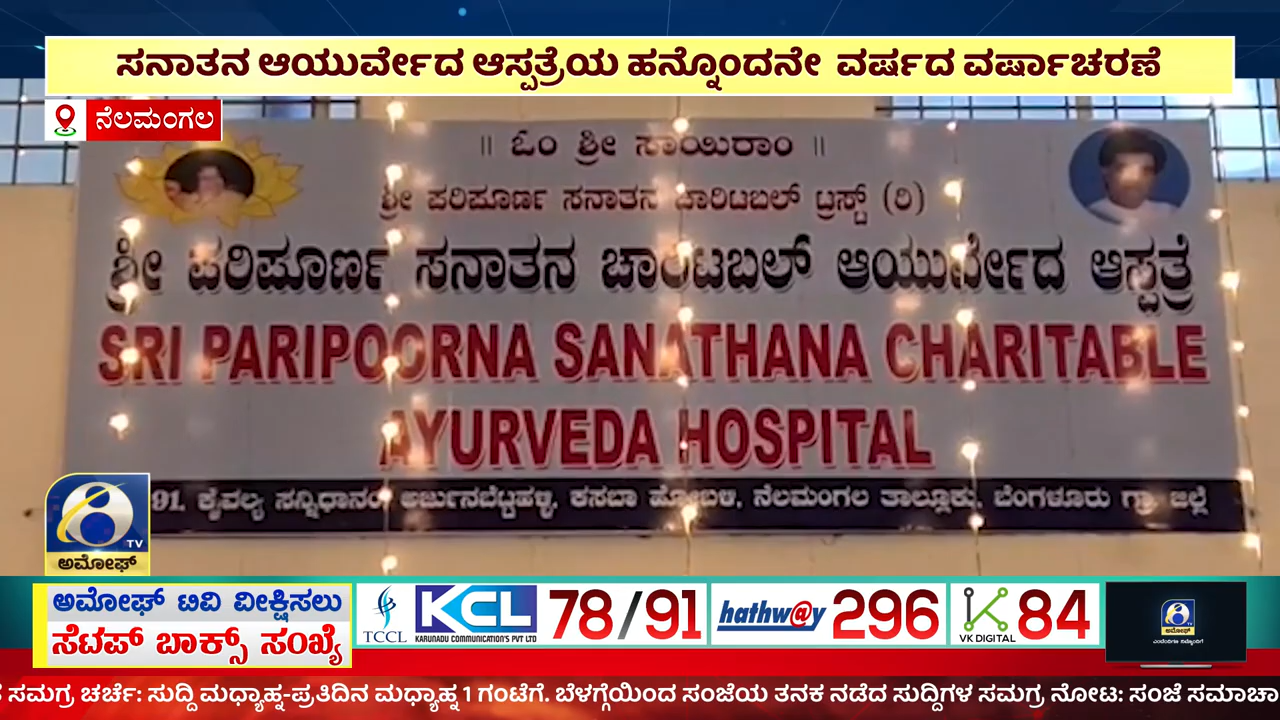 ಸನಾತನ ಆಯುರ್ವೇದ ಆಸ್ಪತ್ರೆಯ ಹನ್ನೊಂದನೇ ವರ್ಷದ ವರ್ಷಾಚರಣೆ
ನೆಲಮಂಗಲ
॥ ಓಂ ಶ್ರೀ ಸಾಯಿರಾಂ ॥
ಶ್ರೀ ಪರಿಪೂರ್ಣ ಸನಾತನ ಚಾರಿಟಬಲ್ ಟ್ರಸ್ಟ್ (ರಿ)
ಶ್ರೀ ಪರಿಪೂರ್ಣ ಸನಾತನ ಚಾರಿಟಬಲ್ ಆಯುರ್ವೇದ ಆಸ್ಪತ್ರೆ
SRI PARIPOORNA SANATHANA CHARITABLE
AYURVEDA HOSPITAL
91, ಕೈವಲ್ಯ ಸನ್ನಿಧಾನಂ ಅರ್ಜುನಬೆಟ್ಟಹಳ್ಳಿ, ಕಸಬಾ ಹೋಬಳಿ, ನೆಲಮಂಗಲ ತಾಲ್ಲೂಕು, ಬೆಂಗಳೂರು ಗ್ರಾ ಜಿಲ್ಲೆ
TV
ಅಮೋಘ್
ಅಮೋಘ್ ಟಿವಿ ವೀಕ್ಷಿಸಲು
ಸೆಟಪ್ ಬಾಕ್ಸ್ ಸಂಖ್ಯೆ
TCCL
KCL
KARUNADU COMMUNICATION'S PVT LTD
78/91
hathw@y
296
VK DIGITAL
84
ಅಮೋಘ್
ಸಮಗ್ರ ಚರ್ಚೆ: ಸುದ್ದಿ ಮಧ್ಯಾಹ್ನ-ಪ್ರತಿದಿನ ಮಧ್ಯಾಹ್ನ 1 ಗಂಟೆಗೆ. ಬೆಳಗ್ಗೆಯಿಂದ ಸಂಜೆಯ ತನಕ ನಡೆದ ಸುದ್ದಿಗಳ ಸಮಗ್ರ ನೋಟ: ಸಂಜೆ ಸಮಾಚಾ